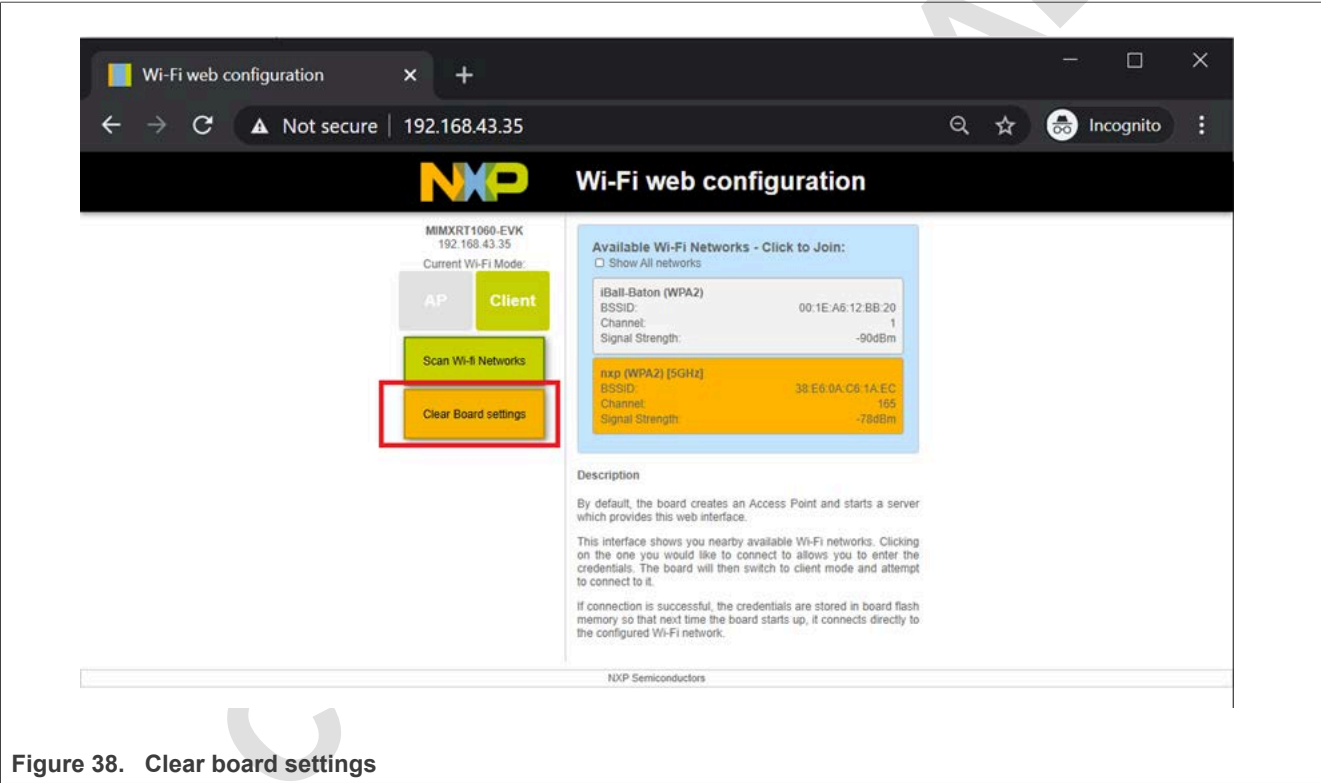 Wi-Fi web configuration
Not secure | 192.168.43.35
Incognito
NXP
Wi-Fi web configuration
MIMXRT1060-EVK
192.168.43.35
Current Wi-Fi Mode:
AP
Client
Scan Wi-fi Networks
Clear Board settings
Available Wi-Fi Networks - Click to Join:
Show All networks
iBall-Baton (WPA2)
BSSID: 00:1E:A6:12:BB:20
Channel: 1
Signal Strength: -90dBm
nxp (WPA2) [5GHz]
BSSID: 38:E6:0A:C6:1A:EC
Channel: 165
Signal Strength: -78dBm
Description
By default, the board creates an Access Point and starts a server
which provides this web interface.
This interface shows you nearby available Wi-Fi networks. Clicking
on the one you would like to connect to allows you to enter the
credentials. The board will then switch to client mode and attempt
to connect to it.
If connection is successful, the credentials are stored in board flash
memory so that next time the board starts up, it connects directly to
the configured Wi-Fi network.
NXP Semiconductors
Figure 38. Clear board settings